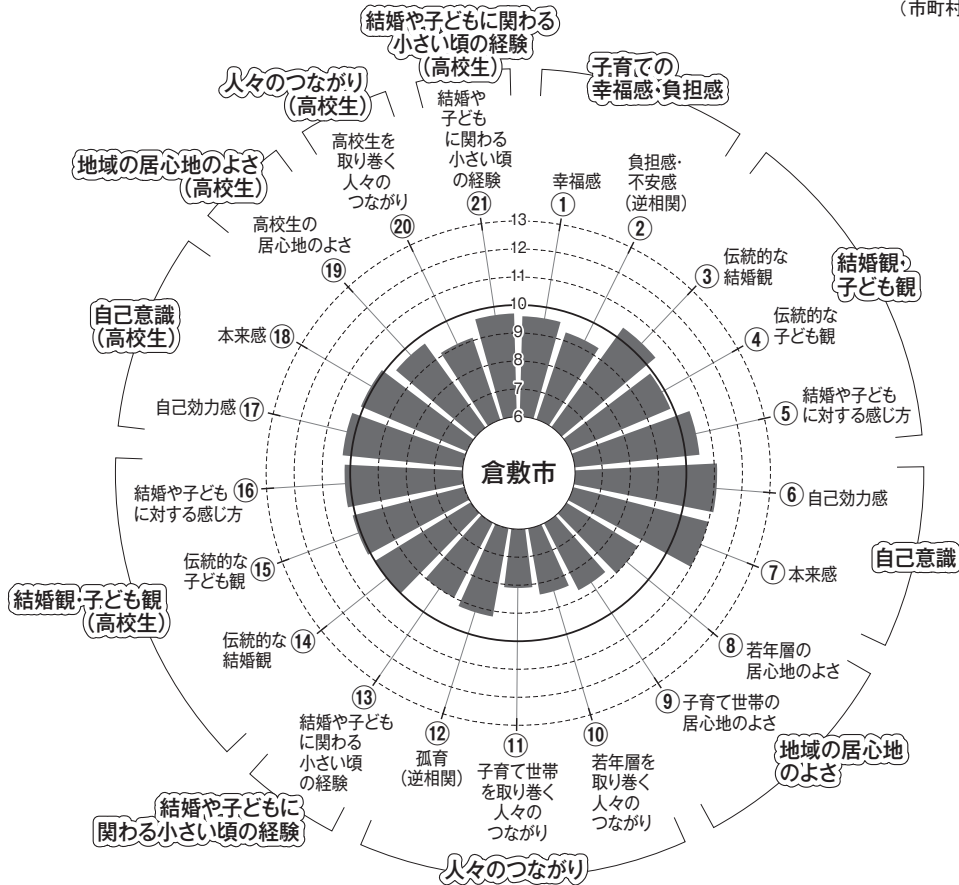 （市町村
結婚や子どもに関わる
小さい頃の経験
（高校生）
子育ての
幸福感・負担感
結婚観・
子ども観
自己意識
地域の居心地
のよさ
人々のつながり
結婚や子どもに
関わる小さい頃の経験
結婚観・子ども観
（高校生）
自己意識
（高校生）
地域の居心地のよさ
（高校生）
人々のつながり
（高校生）
幸福感
①
負担感・
不安感
（逆相関）
②
③ 伝統的な
結婚観
④ 伝統的な
子ども観
⑤ 結婚や子ども
に対する感じ方
⑥ 自己効力感
⑦ 本来感
⑧ 若年層の
居心地のよさ
⑨ 子育て世帯の
居心地のよさ
⑩
若年層を
取り巻く
人々の
つながり
⑪
子育て世帯
を取り巻く
人々の
つながり
⑫
孤育
（逆相関）
⑬
結婚や子ども
に関わる
小さい頃
の経験
伝統的な ⑭
結婚観
伝統的な ⑮
子ども観
結婚や子ども ⑯
に対する感じ方
自己効力感 ⑰
本来感 ⑱
高校生の
居心地のよさ
⑲
高校生を
取り巻く
人々の
つながり
⑳
結婚や
子ども
に関わる
小さい頃
の経験
㉑
13
12
11
10
9
8
7
6
倉敷市